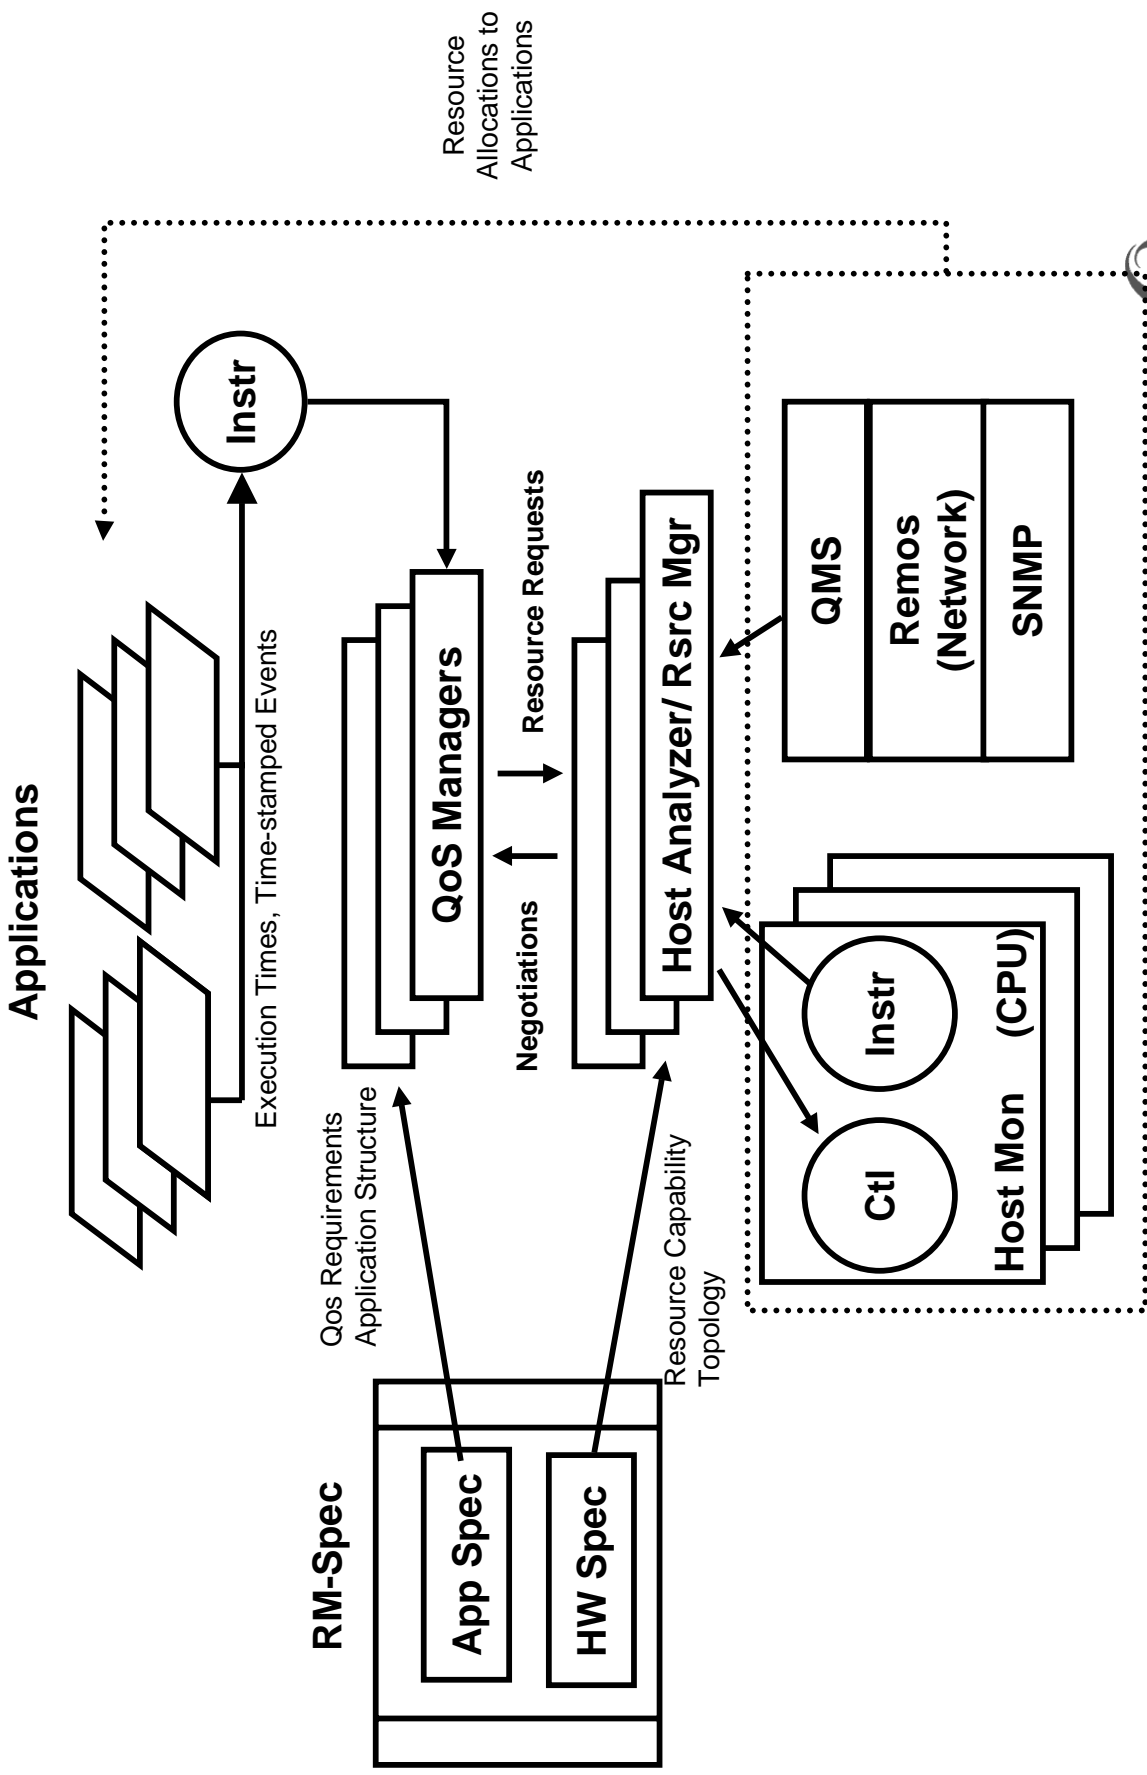 Applications
Resource
Allocations to
Applications
Instr
Execution Times, Time-stamped Events
RM-Spec
App Spec
HW Spec
Qos Requirements
Application Structure
QoS Managers
Negotiations
Resource Requests
Host Analyzer/ Rsrc Mgr
Resource Capability
Topology
Ctl
Instr
Host Mon
(CPU)
QMS
Remos
(Network)
SNMP